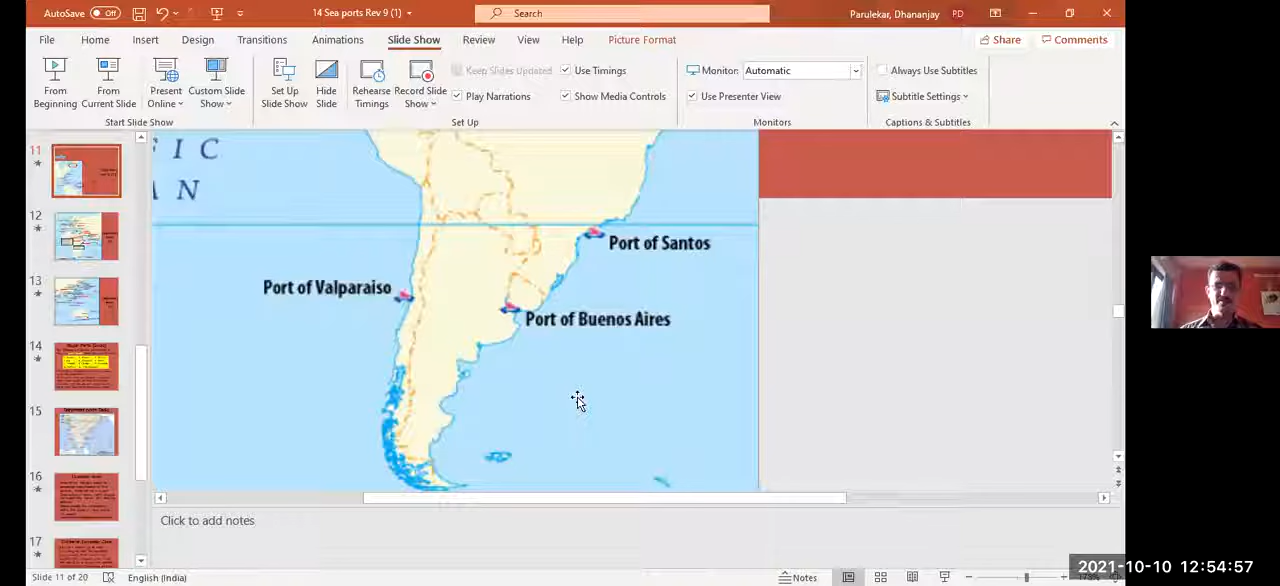 AutoSave Off 14 Sea ports Rev 9 (1) Search Parulekar, Dhananjay PD
File Home Insert Design Transitions Animations Slide Show Review View Help Picture Format Share Comments
From Beginning
From Current Slide
Present Online
Custom Slide Show
Set Up Slide Show
Hide Slide
Rehearse Timings
Record Slide Show
Keep Slides Updated
Play Narrations
Use Timings
Show Media Controls
Monitor: Automatic
Use Presenter View
Always Use Subtitles
Subtitle Settings
Start Slide Show
Set Up
Monitors
Captions & Subtitles
11
12
13
14
15
16
17
I C
A N
Port of Santos
Port of Valparaiso
Port of Buenos Aires
Click to add notes
Slide 11 of 20 English (India) Notes
2021-10-10 12:54:57